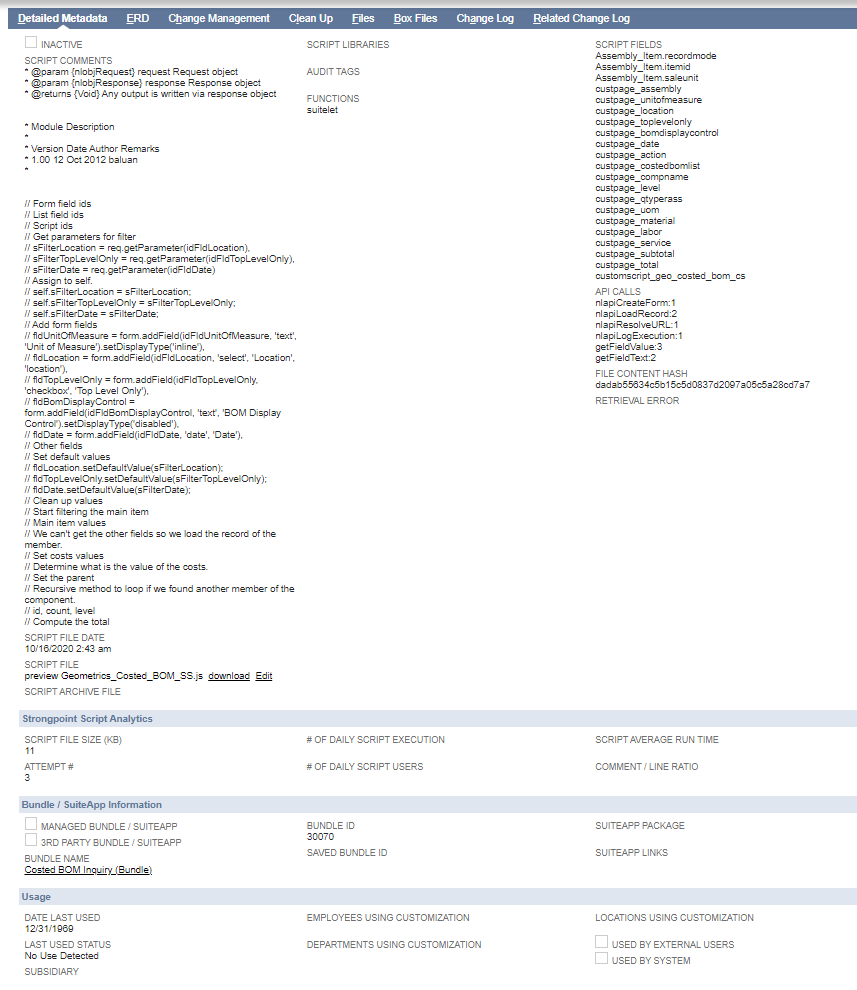 Detailed Metadata ERD Change Management Clean Up Files Box Files Change Log Related Change Log
INACTIVE
SCRIPT COMMENTS
* @param {nlobjRequest} request Request object
* @param {nlobjResponse} response Response object
* @returns {Void} Any output is written via response object
* Module Description
*
* Version Date Author Remarks
* 1.00 12 Oct 2012 baluan
*
// Form field ids
// List field ids
// Script ids
// Get parameters for filter
// sFilterLocation = req.getParameter(idFldLocation),
// sFilterTopLevelOnly = req.getParameter(idFldTopLevelOnly),
// sFilterDate = req.getParameter(idFldDate)
// Assign to self.
// self.sFilterLocation = sFilterLocation;
// self.sFilterTopLevelOnly = sFilterTopLevelOnly;
// self.sFilterDate = sFilterDate;
// Add form fields
// fldUnitOfMeasure = form.addField(idFldUnitOfMeasure, 'text',
'Unit of Measure').setDisplayType('inline'),
// fldLocation = form.addField(idFldLocation, 'select', 'Location',
'location'),
// fldTopLevelOnly = form.addField(idFldTopLevelOnly,
'checkbox', 'Top Level Only'),
// fldBomDisplayControl =
form.addField(idFldBomDisplayControl, 'text', 'BOM Display
Control').setDisplayType('disabled'),
// fldDate = form.addField(idFldDate, 'date', 'Date'),
// Other fields
// Set default values
// fldLocation.setDefaultValue(sFilterLocation);
// fldTopLevelOnly.setDefaultValue(sFilterTopLevelOnly);
// fldDate.setDefaultValue(sFilterDate);
// Clean up values
// Start filtering the main item
// Main item values
// We can't get the other fields so we load the record of the
member.
// Set costs values
// Determine what is the value of the costs.
// Set the parent
// Recursive method to loop if we found another member of the
component.
// id, count, level
// Compute the total
SCRIPT FILE DATE
10/16/2020 2:43 am
SCRIPT FILE
preview Geometrics_Costed_BOM_SS.js download Edit
SCRIPT ARCHIVE FILE
SCRIPT LIBRARIES
AUDIT TAGS
FUNCTIONS
suitelet
SCRIPT FIELDS
Assembly_Item.recordmode
Assembly_Item.itemid
Assembly_Item.saleunit
custpage_assembly
custpage_unitofmeasure
custpage_location
custpage_toplevelonly
custpage_bomdisplaycontrol
custpage_date
custpage_action
custpage_costedbomlist
custpage_compname
custpage_level
custpage_qtyperass
custpage_uom
custpage_material
custpage_labor
custpage_service
custpage_subtotal
custpage_total
customscript_geo_costed_bom_cs
API CALLS
nlapiCreateForm:1
nlapiLoadRecord:2
nlapiResolveURL:1
nlapiLogExecution:1
getFieldValue:3
getFieldText:2
FILE CONTENT HASH
dadab55634c5b15c5d0837d2097a05c5a28cd7a7
RETRIEVAL ERROR
Strongpoint Script Analytics
SCRIPT FILE SIZE (KB)
11
ATTEMPT #
3
# OF DAILY SCRIPT EXECUTION
# OF DAILY SCRIPT USERS
SCRIPT AVERAGE RUN TIME
COMMENT / LINE RATIO
Bundle / SuiteApp Information
MANAGED BUNDLE / SUITEAPP
3RD PARTY BUNDLE / SUITEAPP
BUNDLE NAME
Costed BOM Inquiry (Bundle)
BUNDLE ID
30070
SAVED BUNDLE ID
SUITEAPP PACKAGE
SUITEAPP LINKS
Usage
DATE LAST USED
12/31/1969
LAST USED STATUS
No Use Detected
SUBSIDIARY
EMPLOYEES USING CUSTOMIZATION
DEPARTMENTS USING CUSTOMIZATION
LOCATIONS USING CUSTOMIZATION
USED BY EXTERNAL USERS
USED BY SYSTEM